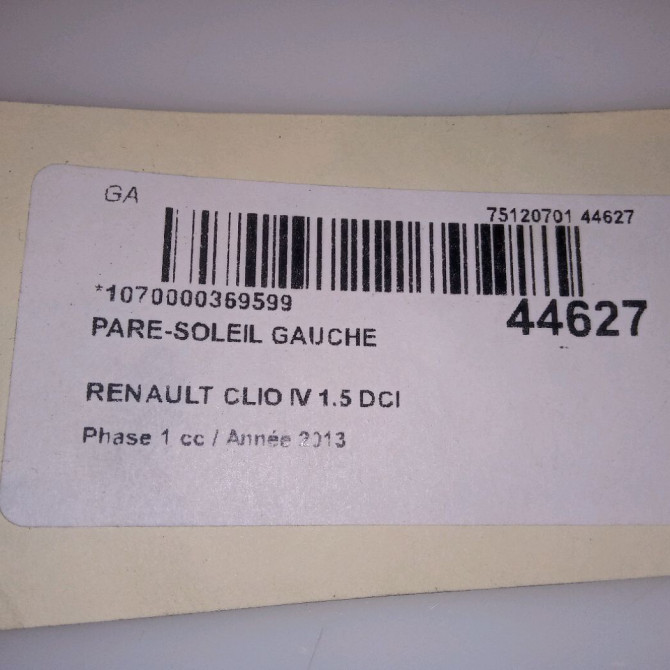 GA
75120701 44627
*1070000369599
44627
PARE-SOLEIL GAUCHE
RENAULT CLIO IV 1.5 DCI
Phase 1 cc / Année 2013